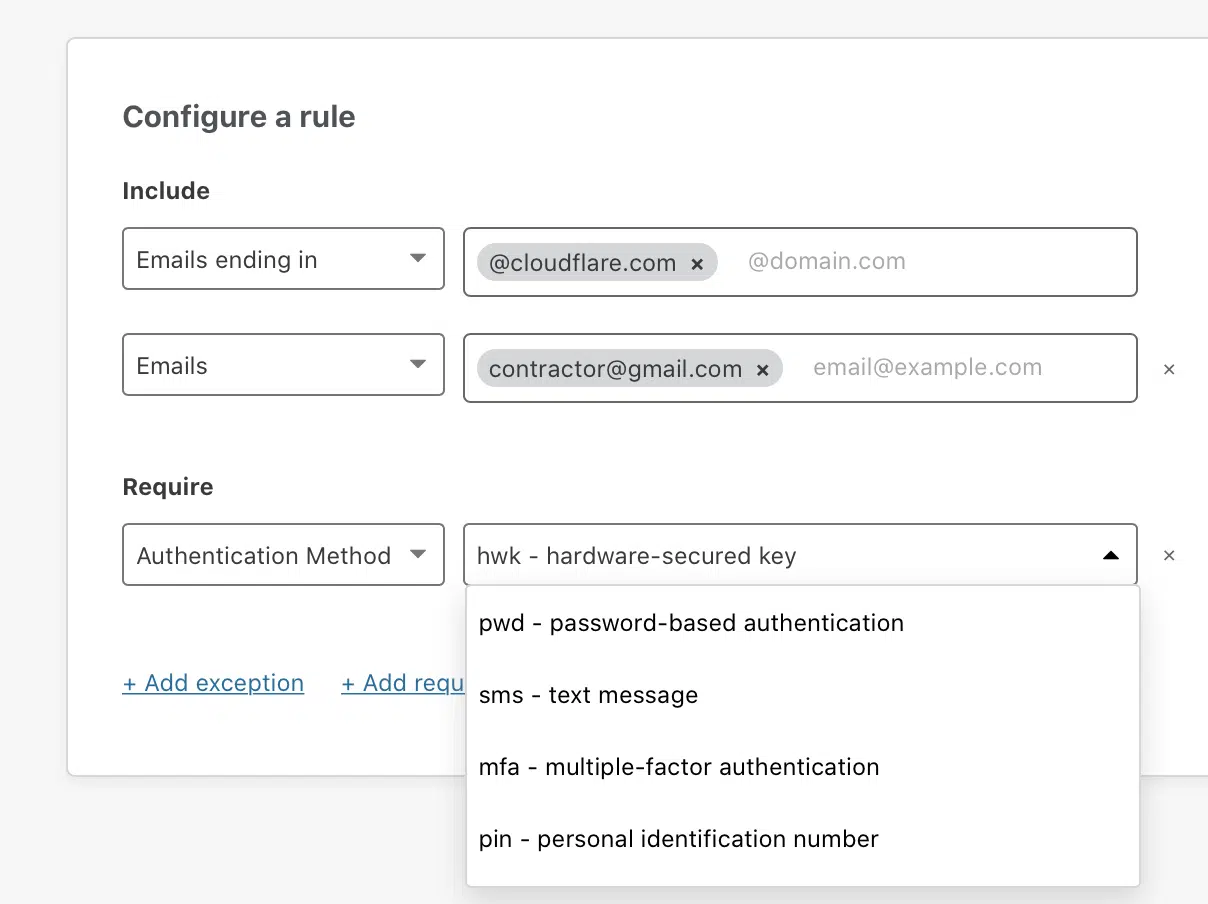 Configure a rule
Include
Emails ending in
@cloudflare.com × @domain.com
Emails
contractor@gmail.com × email@example.com ×
Require
Authentication Method
hwk - hardware-secured key ×
pwd - password-based authentication
sms - text message
mfa - multiple-factor authentication
pin - personal identification number
+ Add exception + Add requ